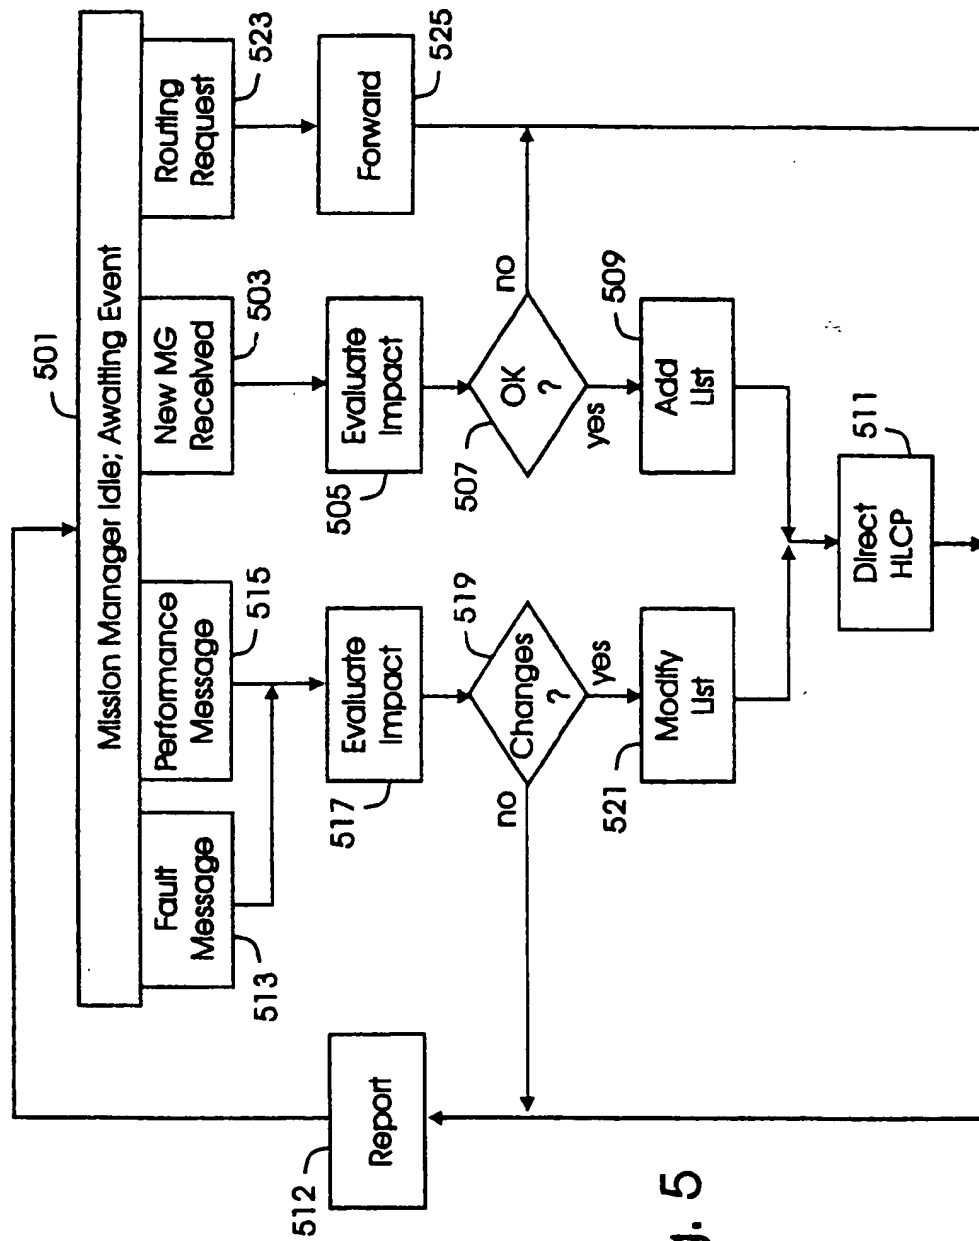 501
Mission Manager Idle; Awaiting Event
Fault
Message
513
Performance
Message
515
New MG
Received
503
Routing
Request
523
512
Report
Evaluate
Impact
517
Evaluate
Impact
505
Forward
525
Changes
?
519
no
yes
OK
?
507
no
yes
Modify
List
521
Add
List
509
Direct
HLCP
511
g. 5